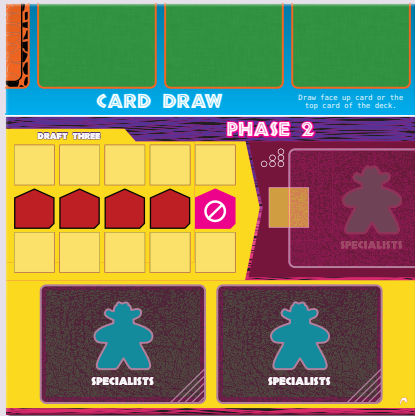 CARD DRAW
Draw face up card or the
top card of the deck.
PHASE 2
DRAFT THREE
SPECIALISTS
SPECIALISTS
SPECIALISTS